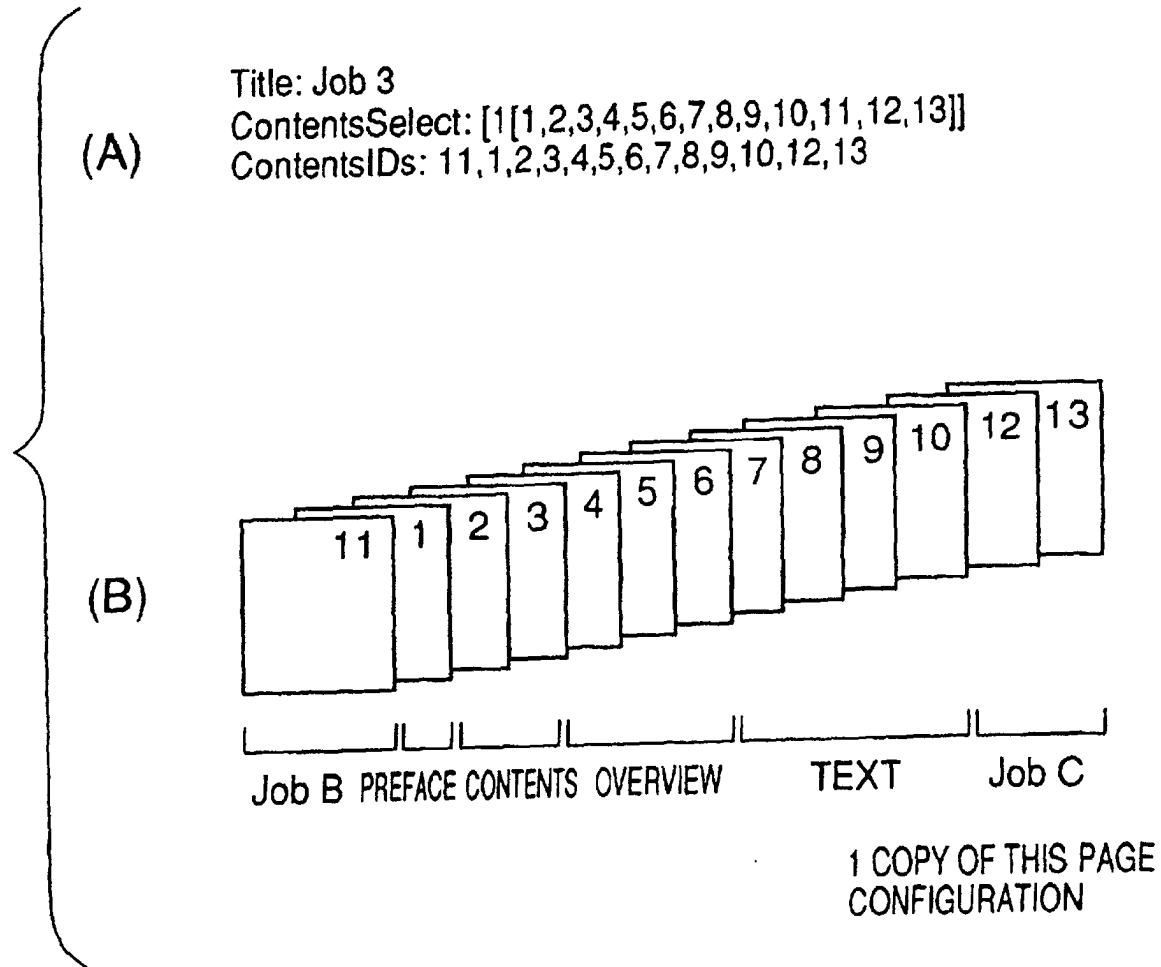 (A)
Title: Job 3
ContentsSelect: [1[1,2,3,4,5,6,7,8,9,10,11,12,13]]
ContentsIDs: 11,1,2,3,4,5,6,7,8,9,10,12,13
(B)
11 1 2 3 4 5 6 7 8 9 10 12 13
Job B PREFACE CONTENTS OVERVIEW TEXT Job C
1 COPY OF THIS PAGE
CONFIGURATION